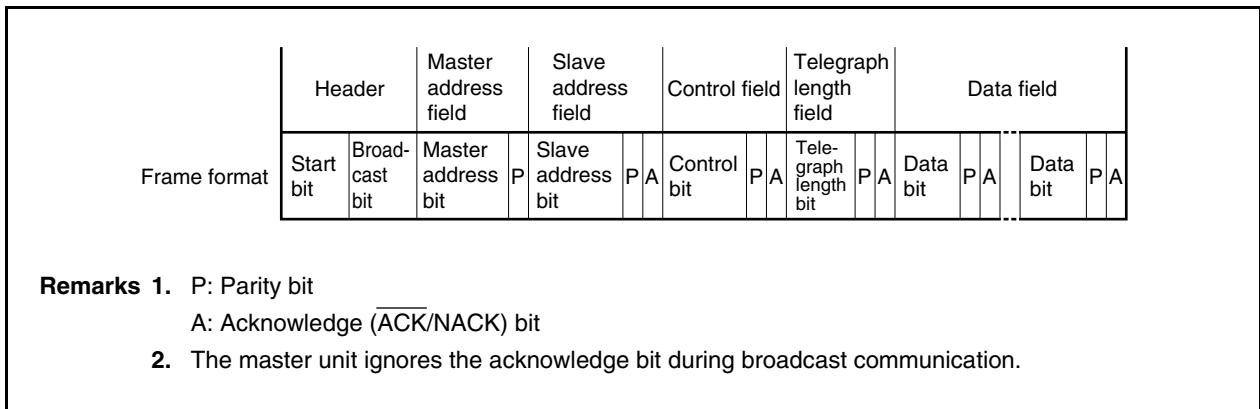 Header
Master
address
field
Slave
address
field
Control field
Telegraph
length
field
Data field
Frame format
Start
bit
Broad-
cast
bit
Master
address
bit
P
Slave
address
bit
P
A
Control
bit
P
A
Tele-
graph
length
bit
P
A
Data
bit
P
A
Data
bit
P
A
Remarks 1. P: Parity bit
A: Acknowledge (A̅C̅K̅/NACK) bit
2. The master unit ignores the acknowledge bit during broadcast communication.